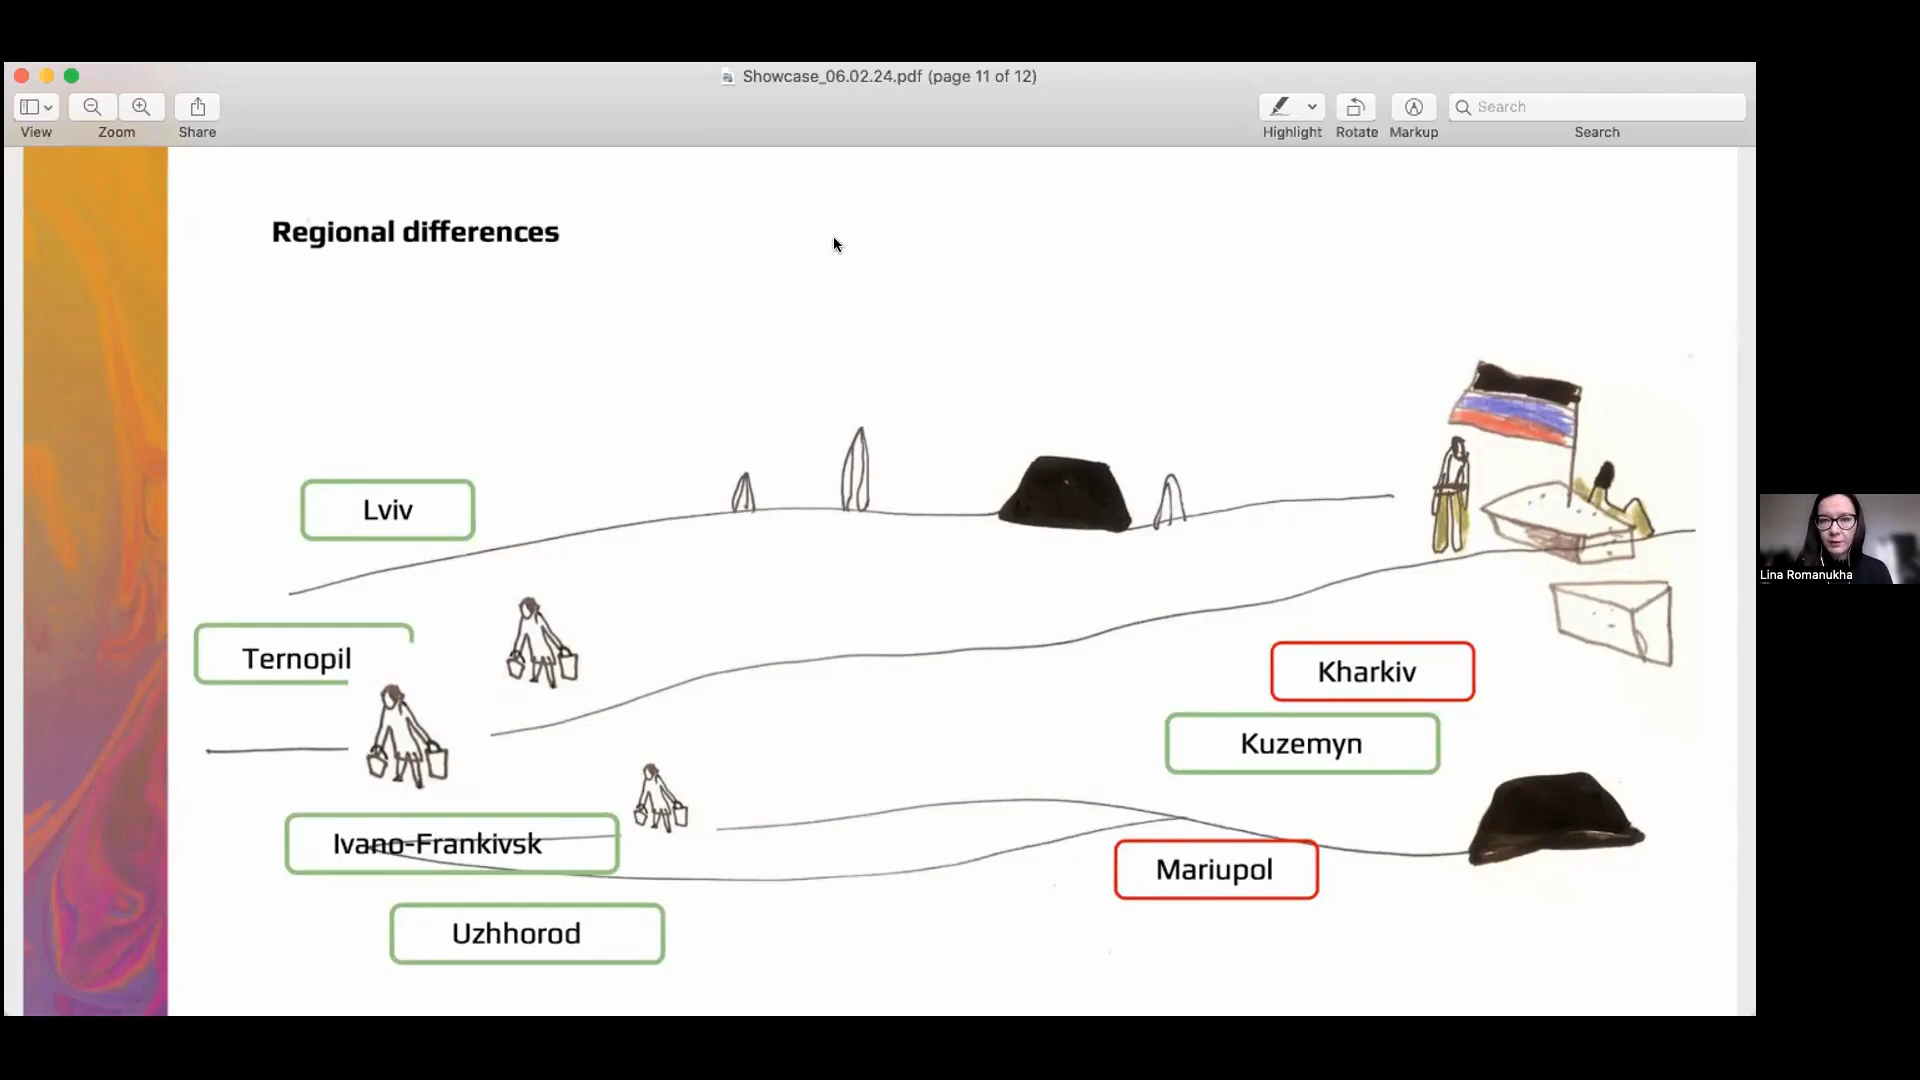 Showcase_06.02.24.pdf (page 11 of 12)
View
Zoom
Share
Highlight
Rotate
Markup
Search
Search
Regional differences
Lviv
Ternopil
Kharkiv
Kuzemyn
Ivano-Frankivsk
Mariupol
Uzhhorod
Lina Romanukha